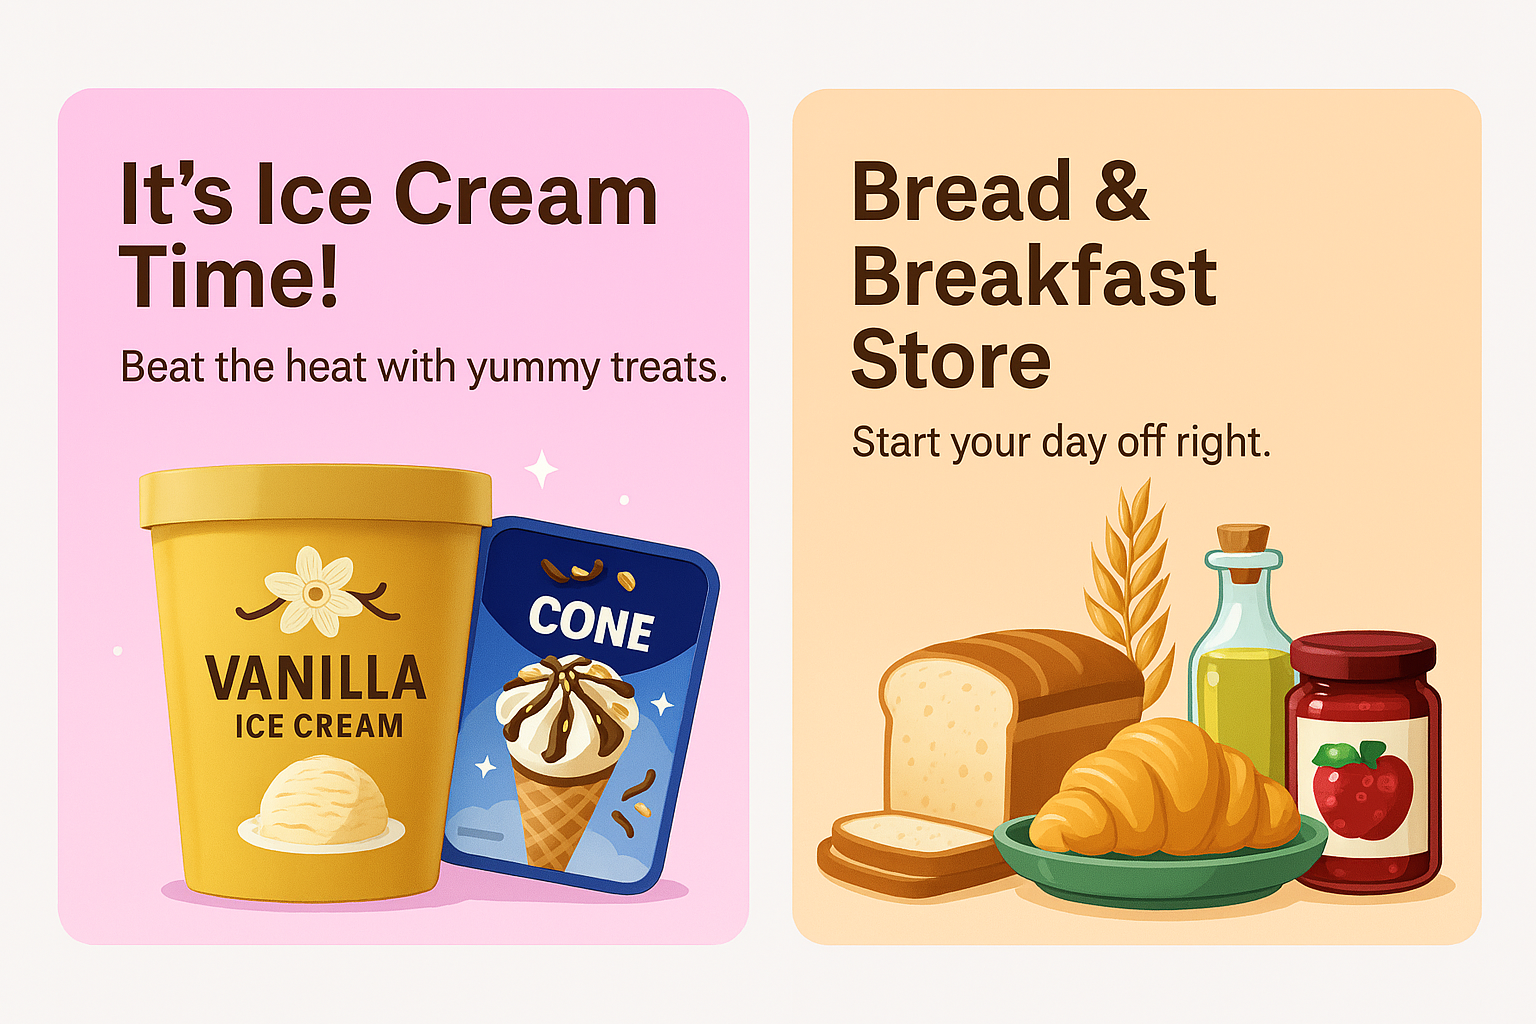 It's Ice Cream
Time!
Beat the heat with yummy treats.
VANILLA
ICE CREAM
CONE
Bread &
Breakfast
Store
Start your day off right.